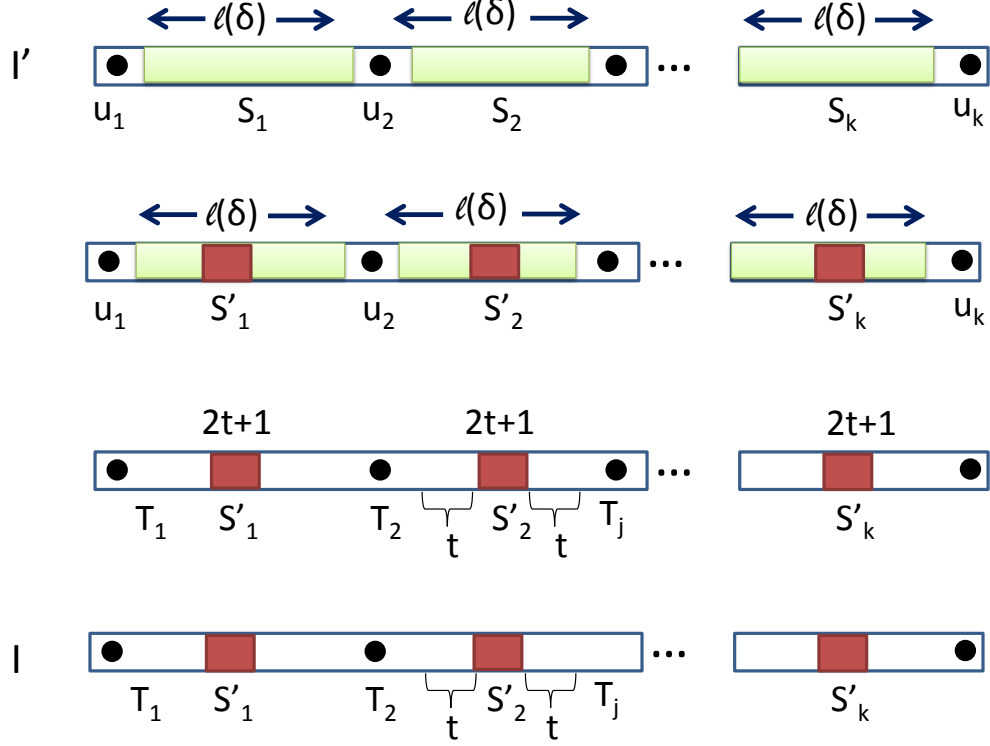 ℓ(δ) ℓ(δ) ℓ(δ)
I' ...
u₁ S₁ u₂ S₂ Sₖ uₖ
ℓ(δ) ℓ(δ) ℓ(δ)
...
u₁ S'₁ u₂ S'₂ S'ₖ uₖ
2t+1 2t+1 2t+1
...
T₁ S'₁ T₂ S'₂ Tⱼ S'ₖ
t t
I ...
T₁ S'₁ T₂ S'₂ Tⱼ S'ₖ
t t